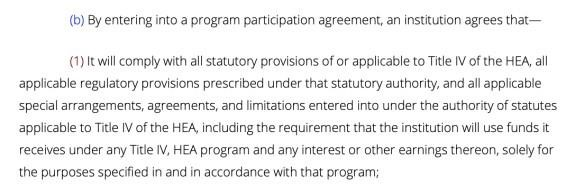 (b) By entering into a program participation agreement, an institution agrees that—
(1) It will comply with all statutory provisions of or applicable to Title IV of the HEA, all
applicable regulatory provisions prescribed under that statutory authority, and all applicable
special arrangements, agreements, and limitations entered into under the authority of statutes
applicable to Title IV of the HEA, including the requirement that the institution will use funds it
receives under any Title IV, HEA program and any interest or other earnings thereon, solely for
the purposes specified in and in accordance with that program;